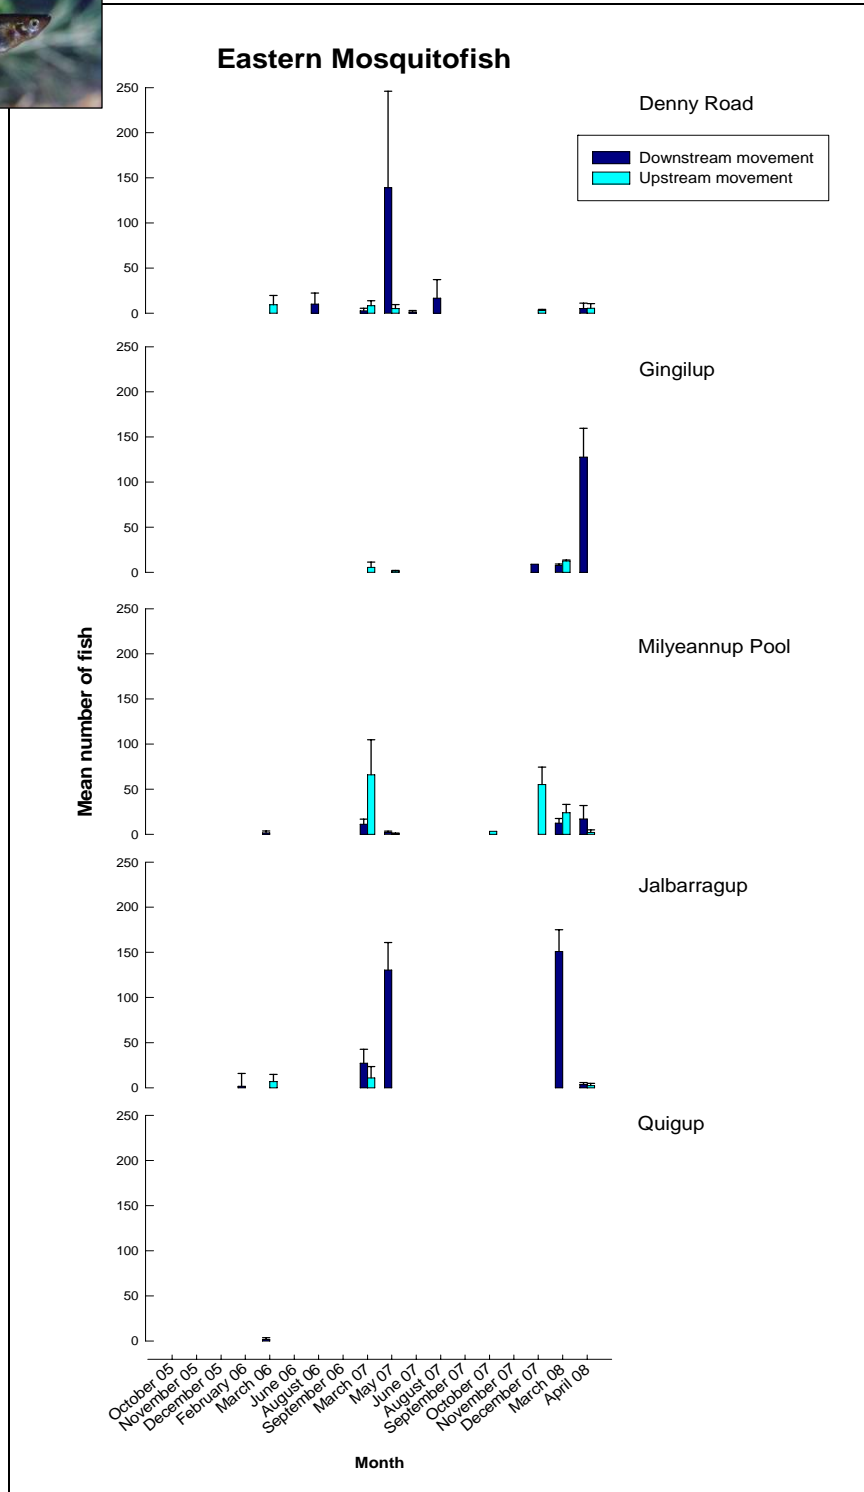 Eastern Mosquitofish
Denny Road
Downstream movement
Upstream movement
250
200
150
100
50
0
Gingilup
250
200
150
100
50
0
Milyeannup Pool
250
200
150
100
50
0
Jalbarragup
250
200
150
100
50
0
Quigup
250
200
150
100
50
0
Mean number of fish
October 05
November 05
December 05
February 06
March 06
June 06
August 06
September 06
March 07
May 07
June 07
August 07
September 07
October 07
November 07
December 07
March 08
April 08
Month